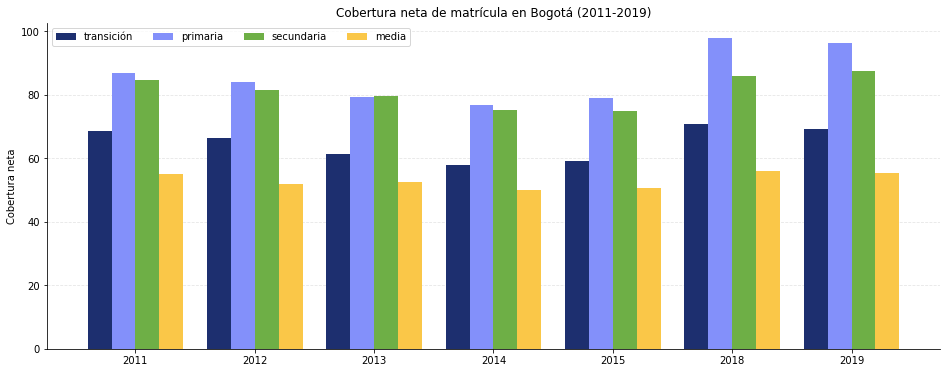 Cobertura neta de matrícula en Bogotá (2011-2019)
transición primaria secundaria media
Cobertura neta
100
80
60
40
20
0
2011 2012 2013 2014 2015 2018 2019